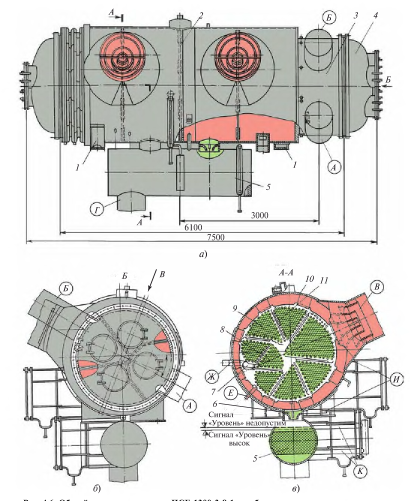 А
2
Б
3
4
Б
1
1
А
5
Г
А
3000
6100
7500
а)
Б
В
А-А
10
11
Б
9
В
8
Ж
Е
7
А
И
6
Сигнал
«Уровень» недопустим
Сигнал «Уровень»
высок
К
5
б)
в)